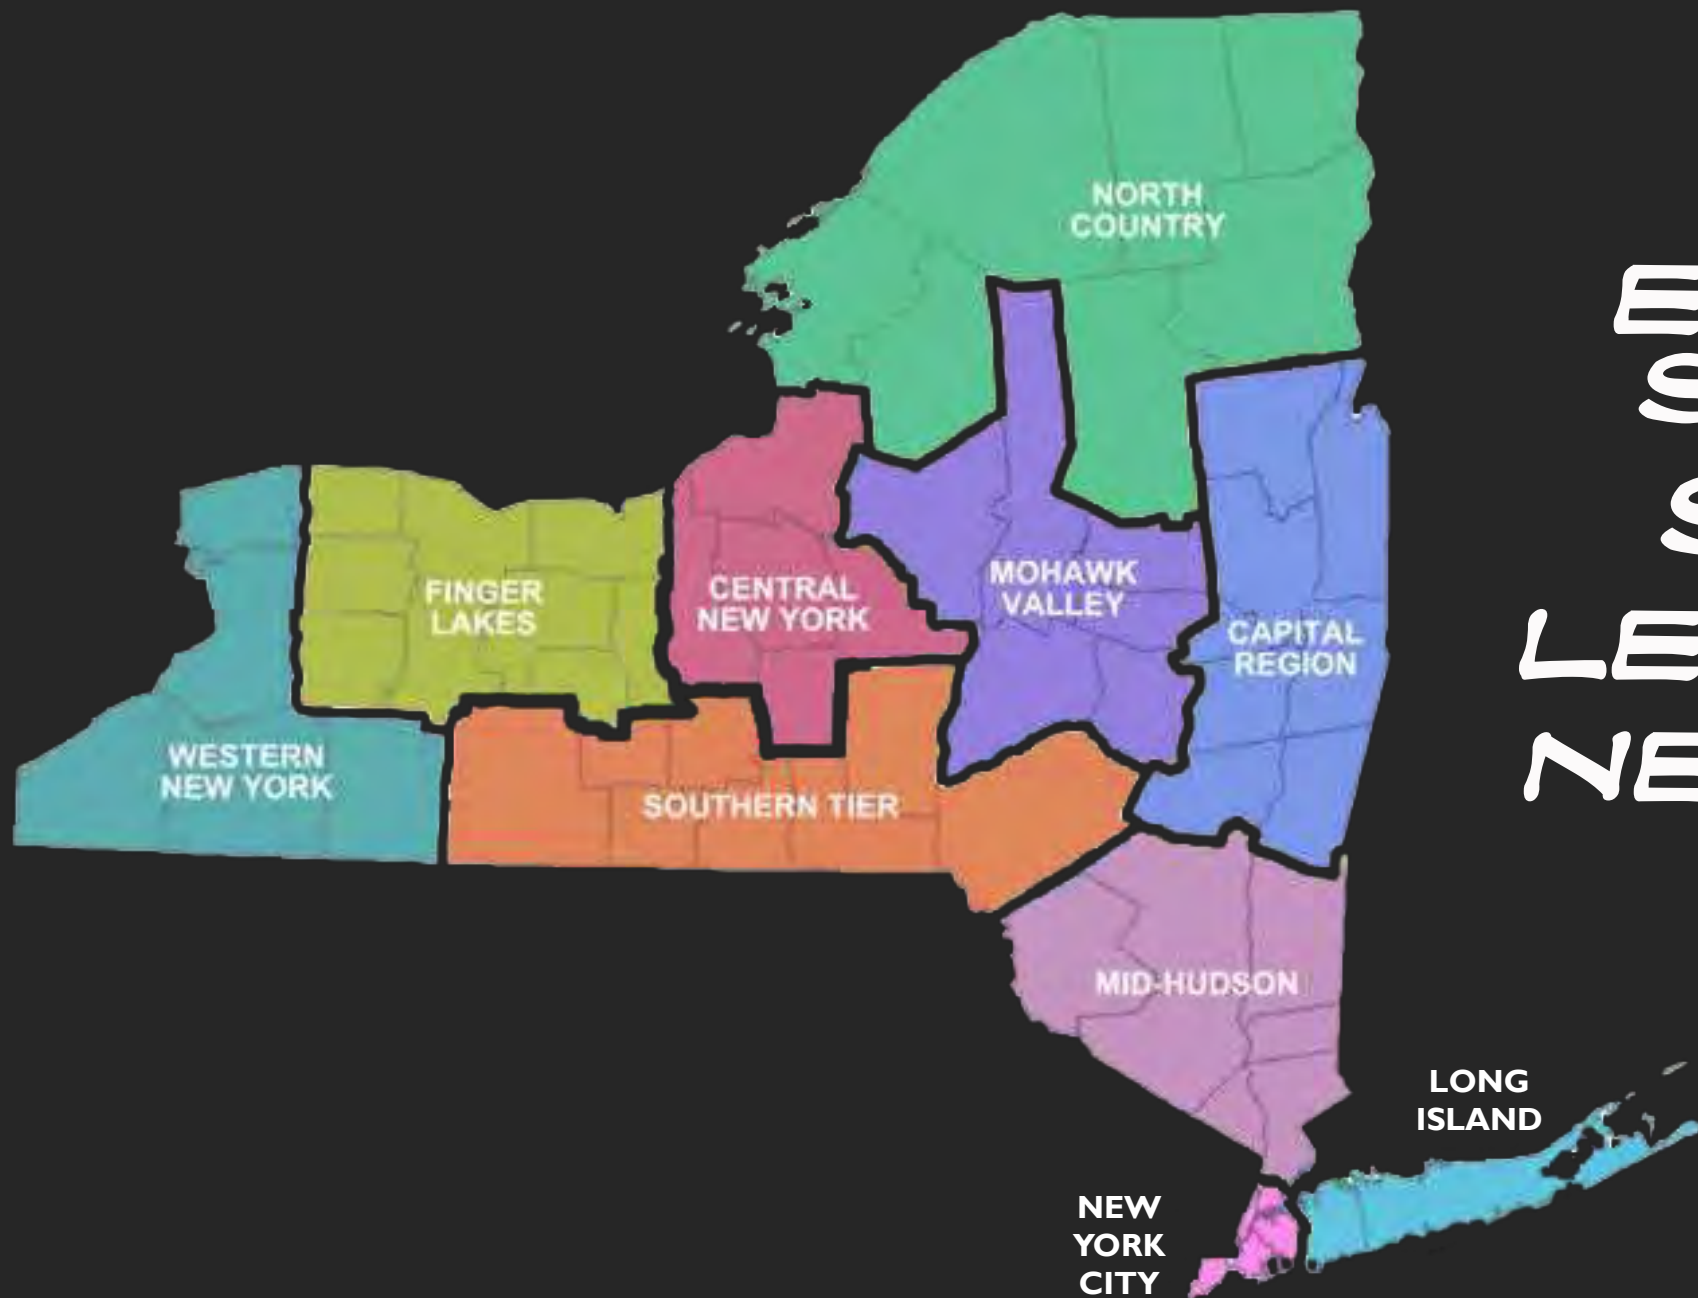 NORTH
COUNTRY
FINGER
LAKES
CENTRAL
NEW YORK
MOHAWK
VALLEY
CAPITAL
REGION
WESTERN
NEW YORK
SOUTHERN TIER
MID-HUDSON
LONG
ISLAND
NEW
YORK
CITY